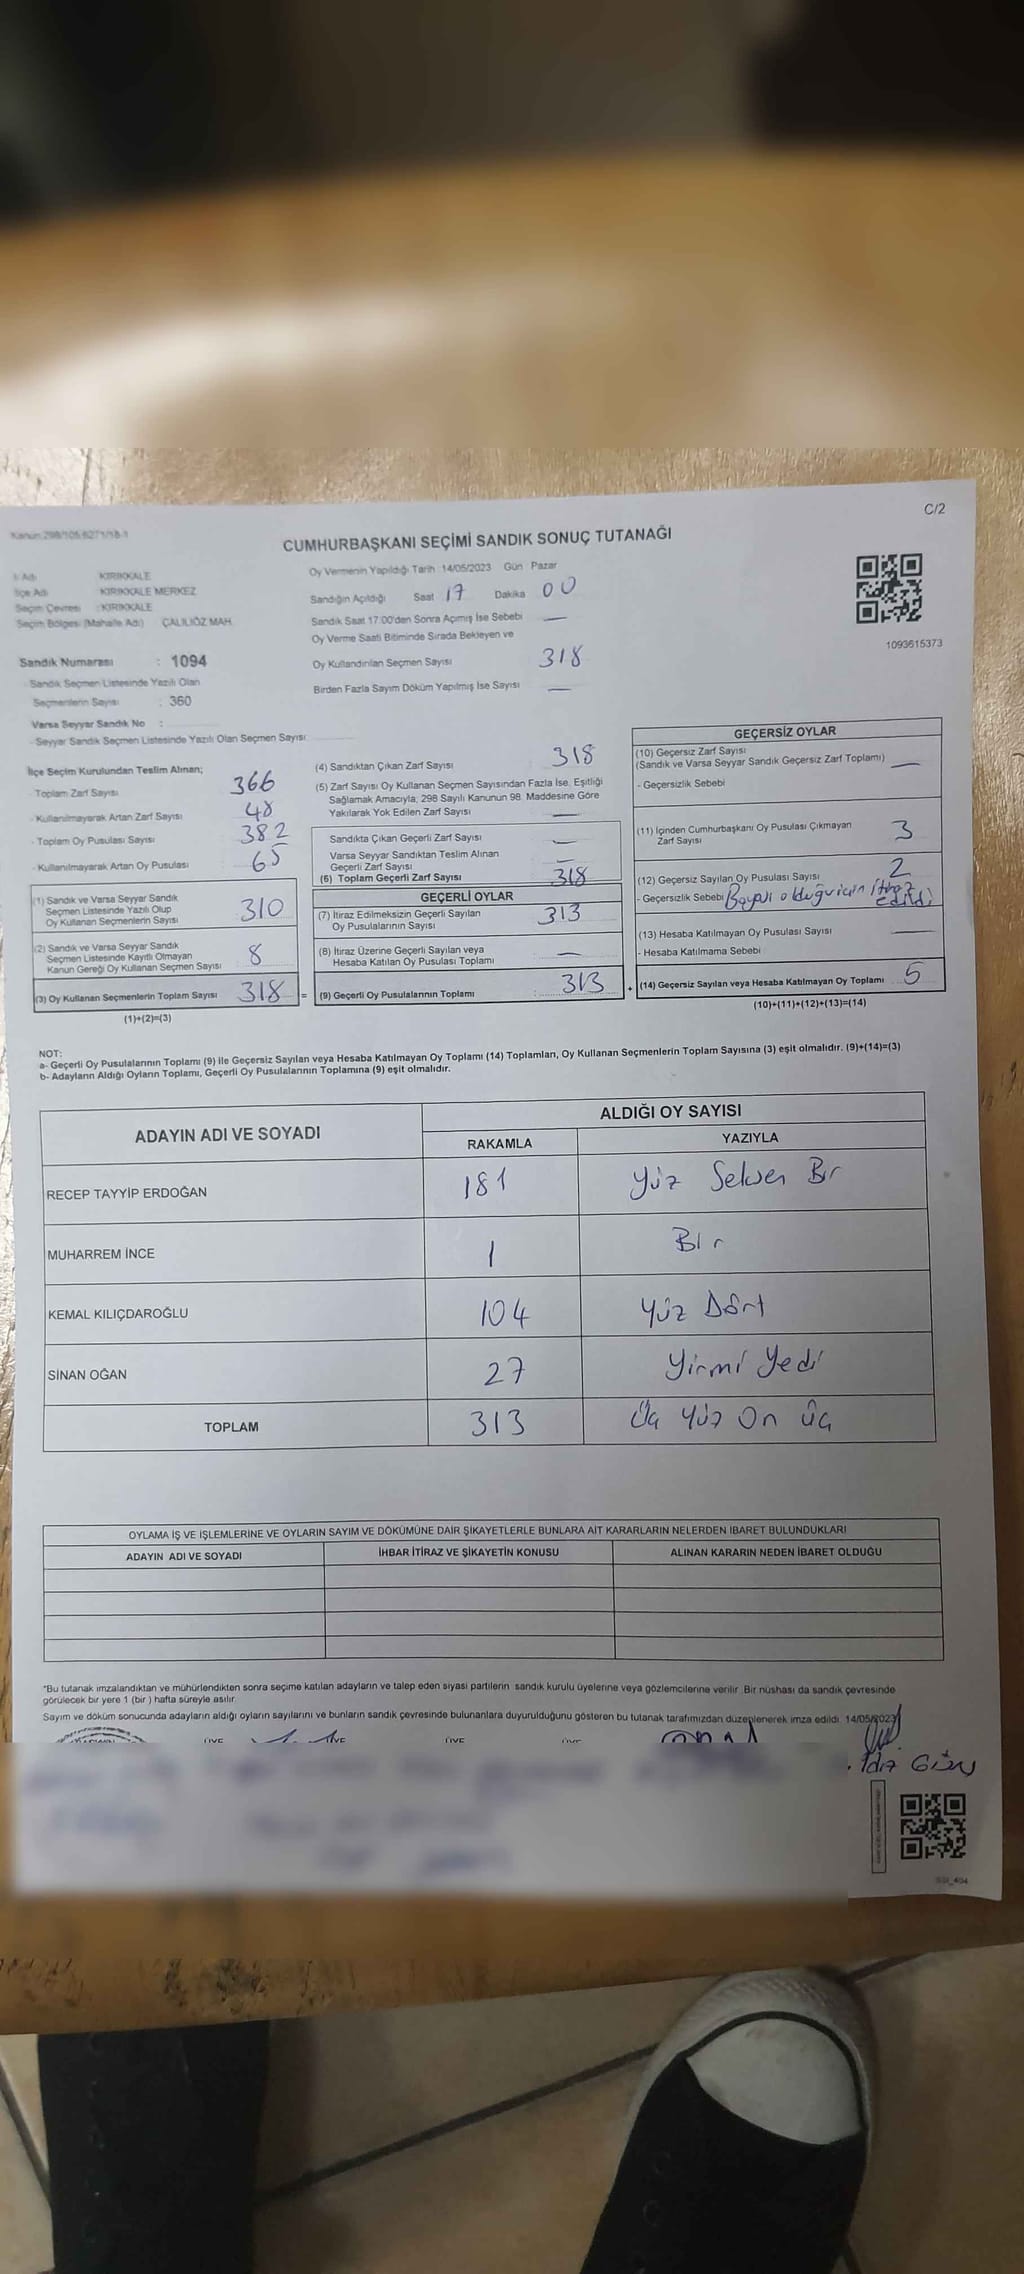 C/2
Kanun:298/105,6271/18-1
CUMHURBAŞKANI SEÇİMİ SANDIK SONUÇ TUTANAĞI
İl Adı KIRIKKALE
İlçe Adı KIRIKKALE MERKEZ
Seçim Çevresi : KIRIKKALE
Seçim Bölgesi (Mahalle Adı) ÇALILIÖZ MAH.
Sandık Numarası : 1094
- Sandık Seçmen Listesinde Yazılı Olan
Seçmenlerin Sayısı : 360
Varsa Seyyar Sandık No :
- Seyyar Sandık Seçmen Listesinde Yazılı Olan Seçmen Sayısı:
Oy Vermenin Yapıldığı Tarih :14/05/2023 Gün : Pazar
Sandığın Açıldığı Saat 17 Dakika 00
Sandık Saat 17:00'den Sonra Açımış İse Sebebi —
Oy Verme Saati Bitiminde Sırada Bekleyen ve
Oy Kullandırılan Seçmen Sayısı 318
Birden Fazla Sayım Döküm Yapılmış İse Sayısı —
1093615373
İlçe Seçim Kurulundan Teslim Alınan;
- Toplam Zarf Sayısı 366
- Kullanılmayarak Artan Zarf Sayısı 48
- Toplam Oy Pusulası Sayısı 382
- Kullanılmayarak Artan Oy Pusulası 65
(1) Sandık ve Varsa Seyyar Sandık
Seçmen Listesinde Yazılı Olup
Oy Kullanan Seçmenlerin Sayısı 310
(2) Sandık ve Varsa Seyyar Sandık
Seçmen Listesinde Kayıtlı Olmayan
Kanun Gereği Oy Kullanan Seçmen Sayısı 8
(3) Oy Kullanan Seçmenlerin Toplam Sayısı 318 =
(1)+(2)=(3)
(4) Sandıktan Çıkan Zarf Sayısı : 318
(5) Zarf Sayısı Oy Kullanan Seçmen Sayısından Fazla İse, Eşitliği
Sağlamak Amacıyla, 298 Sayılı Kanunun 98. Maddesine Göre
Yakılarak Yok Edilen Zarf Sayısı —
Sandıkta Çıkan Geçerli Zarf Sayısı —
Varsa Seyyar Sandıktan Teslim Alınan
Geçerli Zarf Sayısı —
(6) Toplam Geçerli Zarf Sayısı 318
GEÇERLİ OYLAR
(7) İtiraz Edilmeksizin Geçerli Sayılan
Oy Pusulalarının Sayısı 313
(8) İtiraz Üzerine Geçerli Sayılan veya
Hesaba Katılan Oy Pusulası Toplamı —
(9) Geçerli Oy Pusulalarının Toplamı : 313 +
GEÇERSİZ OYLAR
(10) Geçersiz Zarf Sayısı
(Sandık ve Varsa Seyyar Sandık Geçersiz Zarf Toplamı) —
- Geçersizlik Sebebi
(11) İçinden Cumhurbaşkanı Oy Pusulası Çıkmayan
Zarf Sayısı 3
(12) Geçersiz Sayılan Oy Pusulası Sayısı 2
- Geçersizlik Sebebi Boyalı olduğu için itiraz
edildi
(13) Hesaba Katılmayan Oy Pusulası Sayısı —
- Hesaba Katılmama Sebebi
(14) Geçersiz Sayılan veya Hesaba Katılmayan Oy Toplamı 5
(10)+(11)+(12)+(13)=(14)
NOT:
a- Geçerli Oy Pusulalarının Toplamı (9) ile Geçersiz Sayılan veya Hesaba Katılmayan Oy Toplamı (14) Toplamları, Oy Kullanan Seçmenlerin Toplam Sayısına (3) eşit olmalıdır. (9)+(14)=(3)
b- Adayların Aldığı Oyların Toplamı, Geçerli Oy Pusulalarının Toplamına (9) eşit olmalıdır.
ADAYIN ADI VE SOYADI ALDIĞI OY SAYISI
RAKAMLA YAZIYLA
RECEP TAYYİP ERDOĞAN 181 Yüz Seksen Bir
MUHARREM İNCE 1 Bir
KEMAL KILIÇDAROĞLU 104 Yüz Dört
SİNAN OĞAN 27 Yirmi Yedi
TOPLAM 313 Üç Yüz On Üç
OYLAMA İŞ VE İŞLEMLERİNE VE OYLARIN SAYIM VE DÖKÜMÜNE DAİR ŞİKAYETLERLE BUNLARA AİT KARARLARIN NELERDEN İBARET BULUNDUKLARI
ADAYIN ADI VE SOYADI İHBAR İTİRAZ VE ŞİKAYETİN KONUSU ALINAN KARARIN NEDEN İBARET OLDUĞU
*Bu tutanak imzalandıktan ve mühürlendikten sonra seçime katılan adayların ve talep eden siyasi partilerin sandık kurulu üyelerine veya gözlemcilerine verilir. Bir nüshası da sandık çevresinde
görülecek bir yere 1 (bir ) hafta süreyle asılır.
Sayım ve döküm sonucunda adayların aldığı oyların sayılarını ve bunların sandık çevresinde bulunanlara duyurulduğunu gösteren bu tutanak tarafımızdan düzenlenerek imza edildi. 14/05/2023